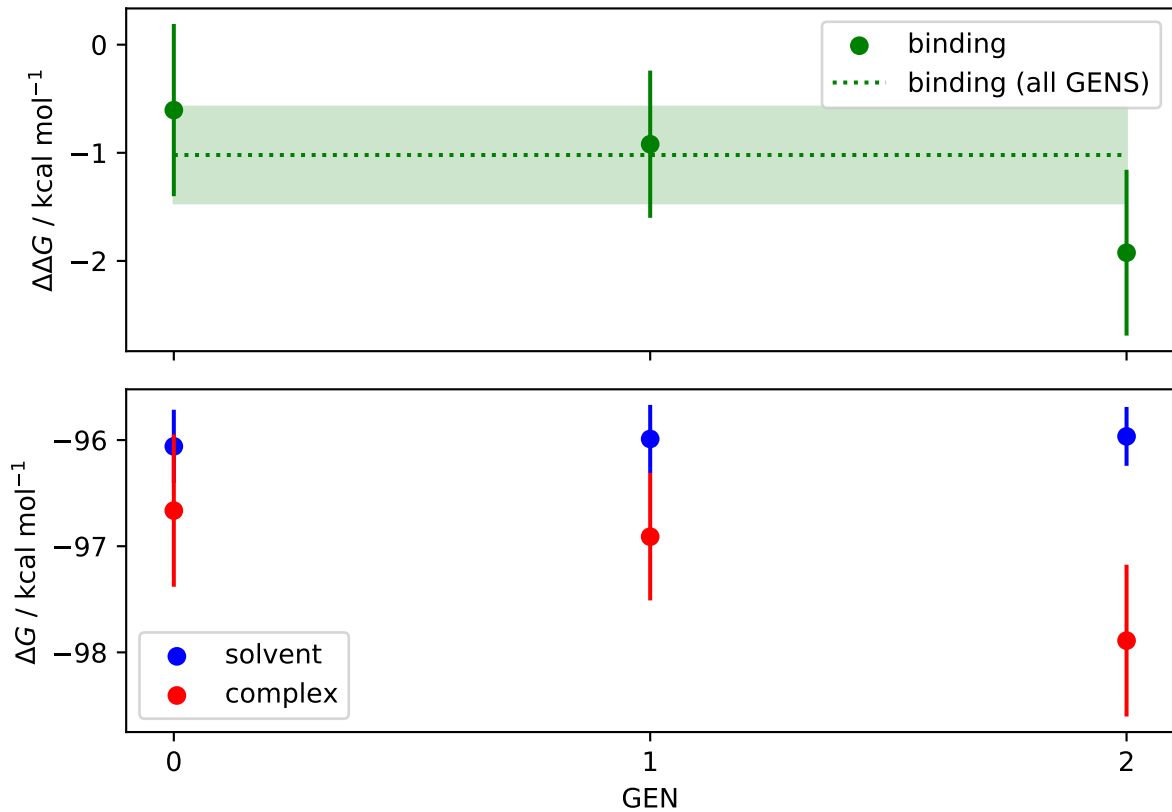 0
−1
−2
ΔΔG / kcal mol⁻¹
binding
binding (all GENS)
−96
−97
−98
ΔG / kcal mol⁻¹
solvent
complex
0 1 2
GEN